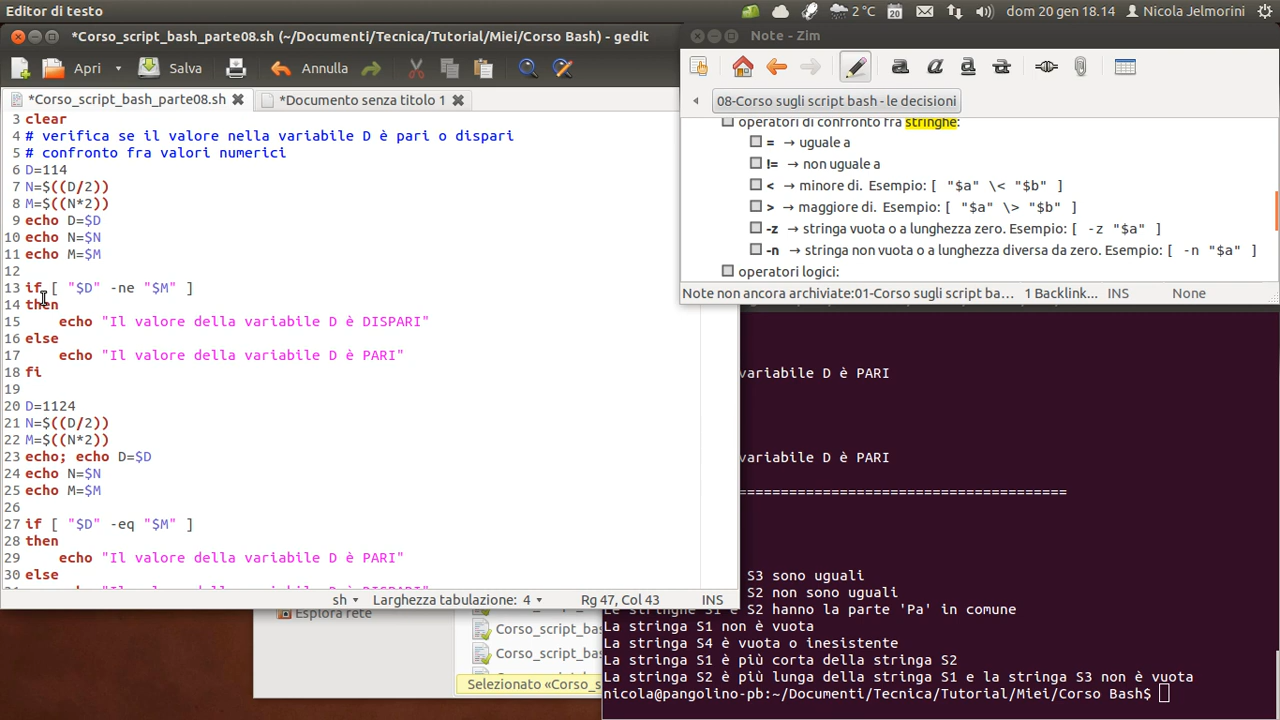 Editor di testo
2 °C
20
dom 20 gen 18.14
Nicola Jelmorini
*Corso_script_bash_parte08.sh (~/Documenti/Tecnica/Tutorial/Miei/Corso Bash) - gedit
Apri
Salva
Annulla
*Corso_script_bash_parte08.sh
*Documento senza titolo 1
3 clear
4 # verifica se il valore nella variabile D è pari o dispari
5 # confronto fra valori numerici
6 D=114
7 N=$((D/2))
8 M=$((N*2))
9 echo D=$D
10 echo N=$N
11 echo M=$M
12
13 if [ "$D" -ne "$M" ]
14 then
15 echo "Il valore della variabile D è DISPARI"
16 else
17 echo "Il valore della variabile D è PARI"
18 fi
19
20 D=1124
21 N=$((D/2))
22 M=$((N*2))
23 echo; echo D=$D
24 echo N=$N
25 echo M=$M
26
27 if [ "$D" -eq "$M" ]
28 then
29 echo "Il valore della variabile D è PARI"
30 else
sh
Larghezza tabulazione: 4
Rg 47, Col 43
INS
Note - Zim
08-Corso sugli script bash - le decisioni
operatori di confronto fra stringhe:
= → uguale a
!= → non uguale a
< → minore di. Esempio: [ "$a" \< "$b" ]
> → maggiore di. Esempio: [ "$a" \> "$b" ]
-z → stringa vuota o a lunghezza zero. Esempio: [ -z "$a" ]
-n → stringa non vuota o a lunghezza diversa da zero. Esempio: [ -n "$a" ]
operatori logici:
Note non ancora archiviate:01-Corso sugli script ba...
1 Backlink...
INS
None
variabile D è PARI
variabile D è PARI
=======================================
S3 sono uguali
S2 non sono uguali
Le stringhe S1 e S2 hanno la parte 'Pa' in comune
La stringa S1 non è vuota
La stringa S4 è vuota o inesistente
La stringa S1 è più corta della stringa S2
La stringa S2 è più lunga della stringa S1 e la stringa S3 non è vuota
nicola@pangolino-pb:~/Documenti/Tecnica/Tutorial/Miei/Corso Bash$
Esplora rete
Corso_script_bas
Corso_script_bas
Selezionato «Corso_s